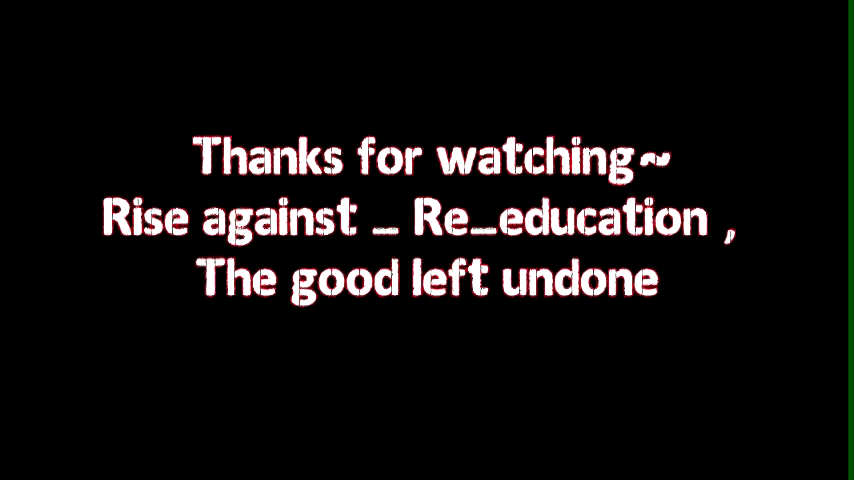 Thanks for watching~
Rise against _ Re_education ,
The good left undone